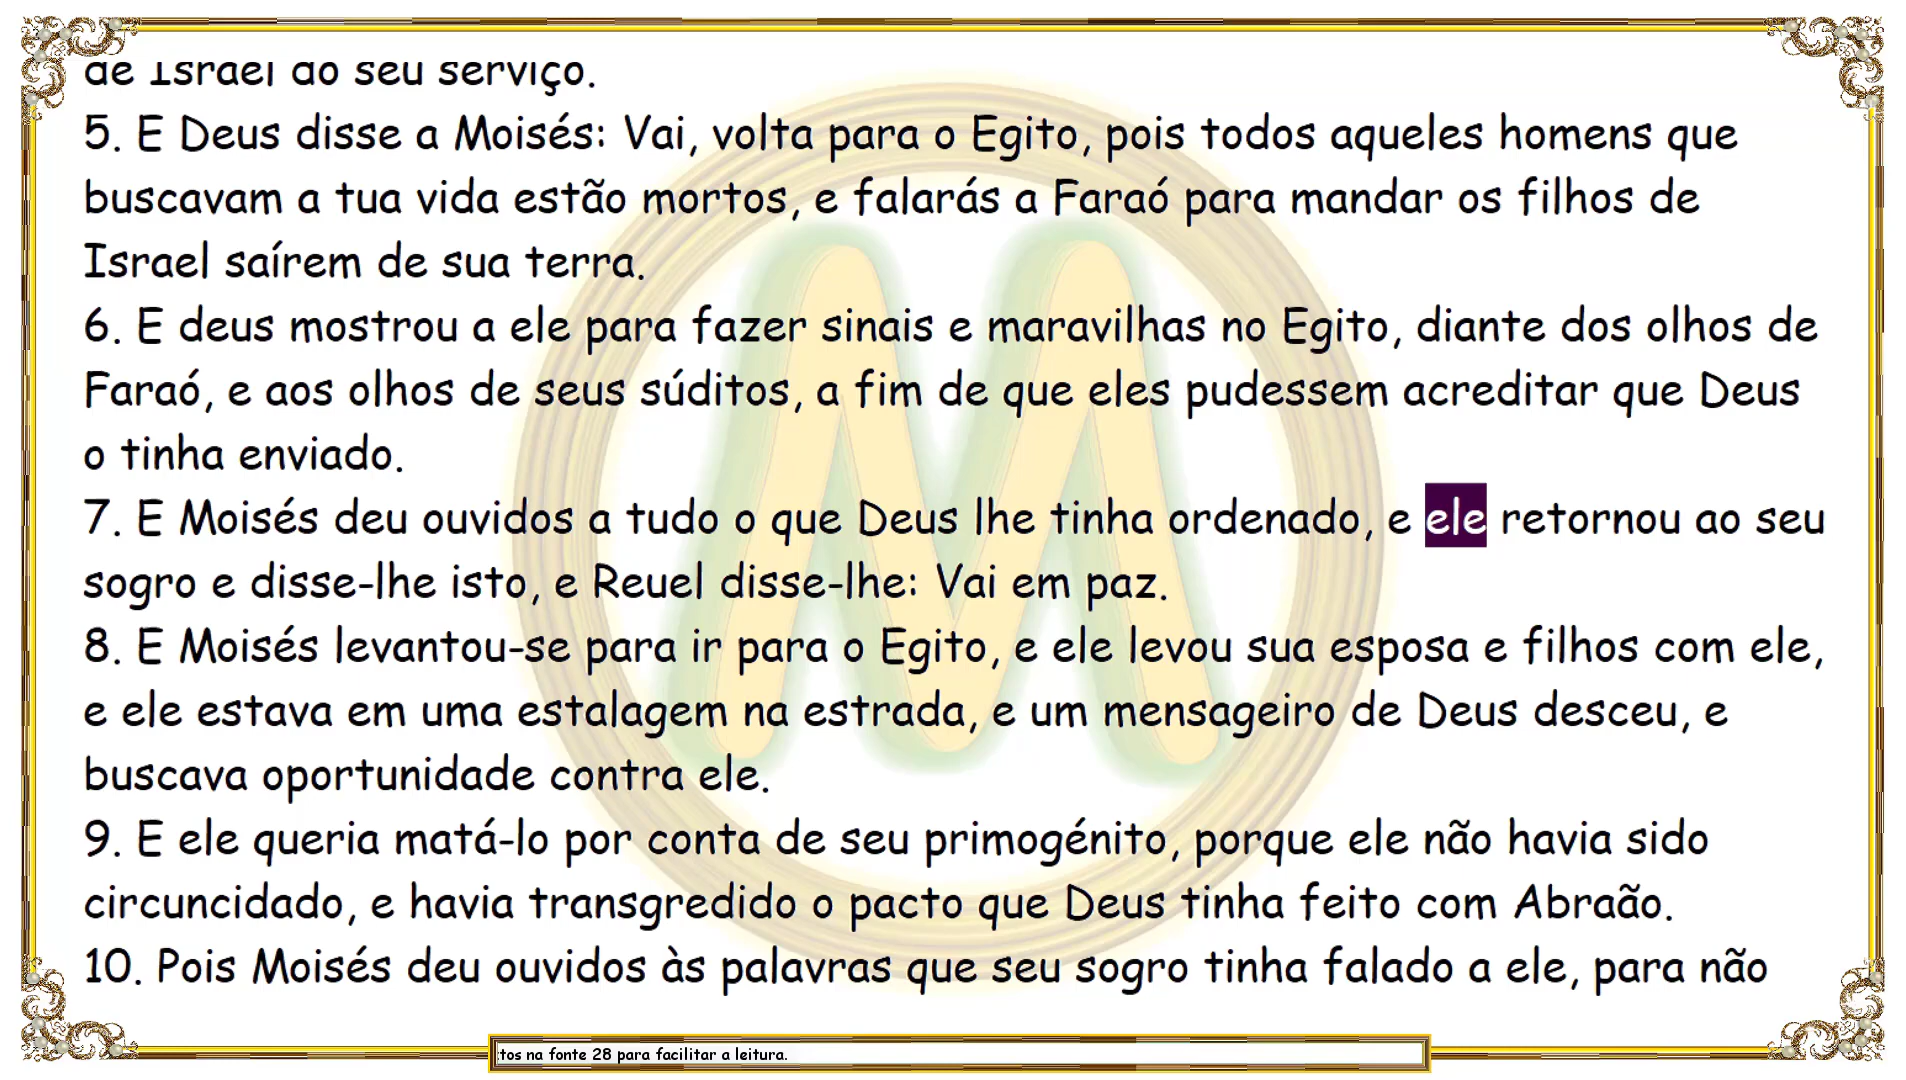 de Israel ao seu serviço.
5. E Deus disse a Moisés: Vai, volta para o Egito, pois todos aqueles homens que
buscavam a tua vida estão mortos, e falarás a Faraó para mandar os filhos de
Israel saírem de sua terra.
6. E deus mostrou a ele para fazer sinais e maravilhas no Egito, diante dos olhos de
Faraó, e aos olhos de seus súditos, a fim de que eles pudessem acreditar que Deus
o tinha enviado.
7. E Moisés deu ouvidos a tudo o que Deus lhe tinha ordenado, e ele retornou ao seu
sogro e disse-lhe isto, e Reuel disse-lhe: Vai em paz.
8. E Moisés levantou-se para ir para o Egito, e ele levou sua esposa e filhos com ele,
e ele estava em uma estalagem na estrada, e um mensageiro de Deus desceu, e
buscava oportunidade contra ele.
9. E ele queria matá-lo por conta de seu primogénito, porque ele não havia sido
circuncidado, e havia transgredido o pacto que Deus tinha feito com Abraão.
10. Pois Moisés deu ouvidos às palavras que seu sogro tinha falado a ele, para não
tos na fonte 28 para facilitar a leitura.
M